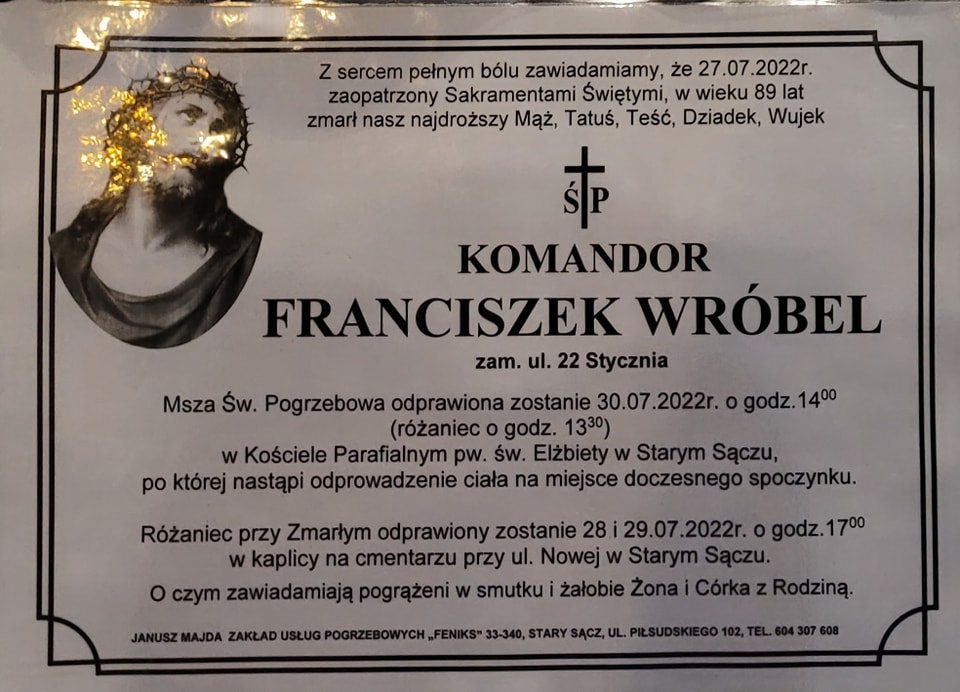 Z sercem pełnym bólu zawiadamiamy, że 27.07.2022r.
zaopatrzony Sakramentami Świętymi, w wieku 89 lat
zmarł nasz najdroższy Mąż, Tatuś, Teść, Dziadek, Wujek
Ś P
KOMANDOR
FRANCISZEK WRÓBEL
zam. ul. 22 Stycznia
Msza Św. Pogrzebowa odprawiona zostanie 30.07.2022r. o godz.14⁰⁰
(różaniec o godz. 13³⁰)
w Kościele Parafialnym pw. św. Elżbiety w Starym Sączu,
po której nastąpi odprowadzenie ciała na miejsce doczesnego spoczynku.
Różaniec przy Zmarłym odprawiony zostanie 28 i 29.07.2022r. o godz.17⁰⁰
w kaplicy na cmentarzu przy ul. Nowej w Starym Sączu.
O czym zawiadamiają pogrążeni w smutku i żałobie Żona i Córka z Rodziną.
JANUSZ MAJDA ZAKŁAD USŁUG POGRZEBOWYCH „FENIKS” 33-340, STARY SĄCZ, UL. PIŁSUDSKIEGO 102, TEL. 604 307 608